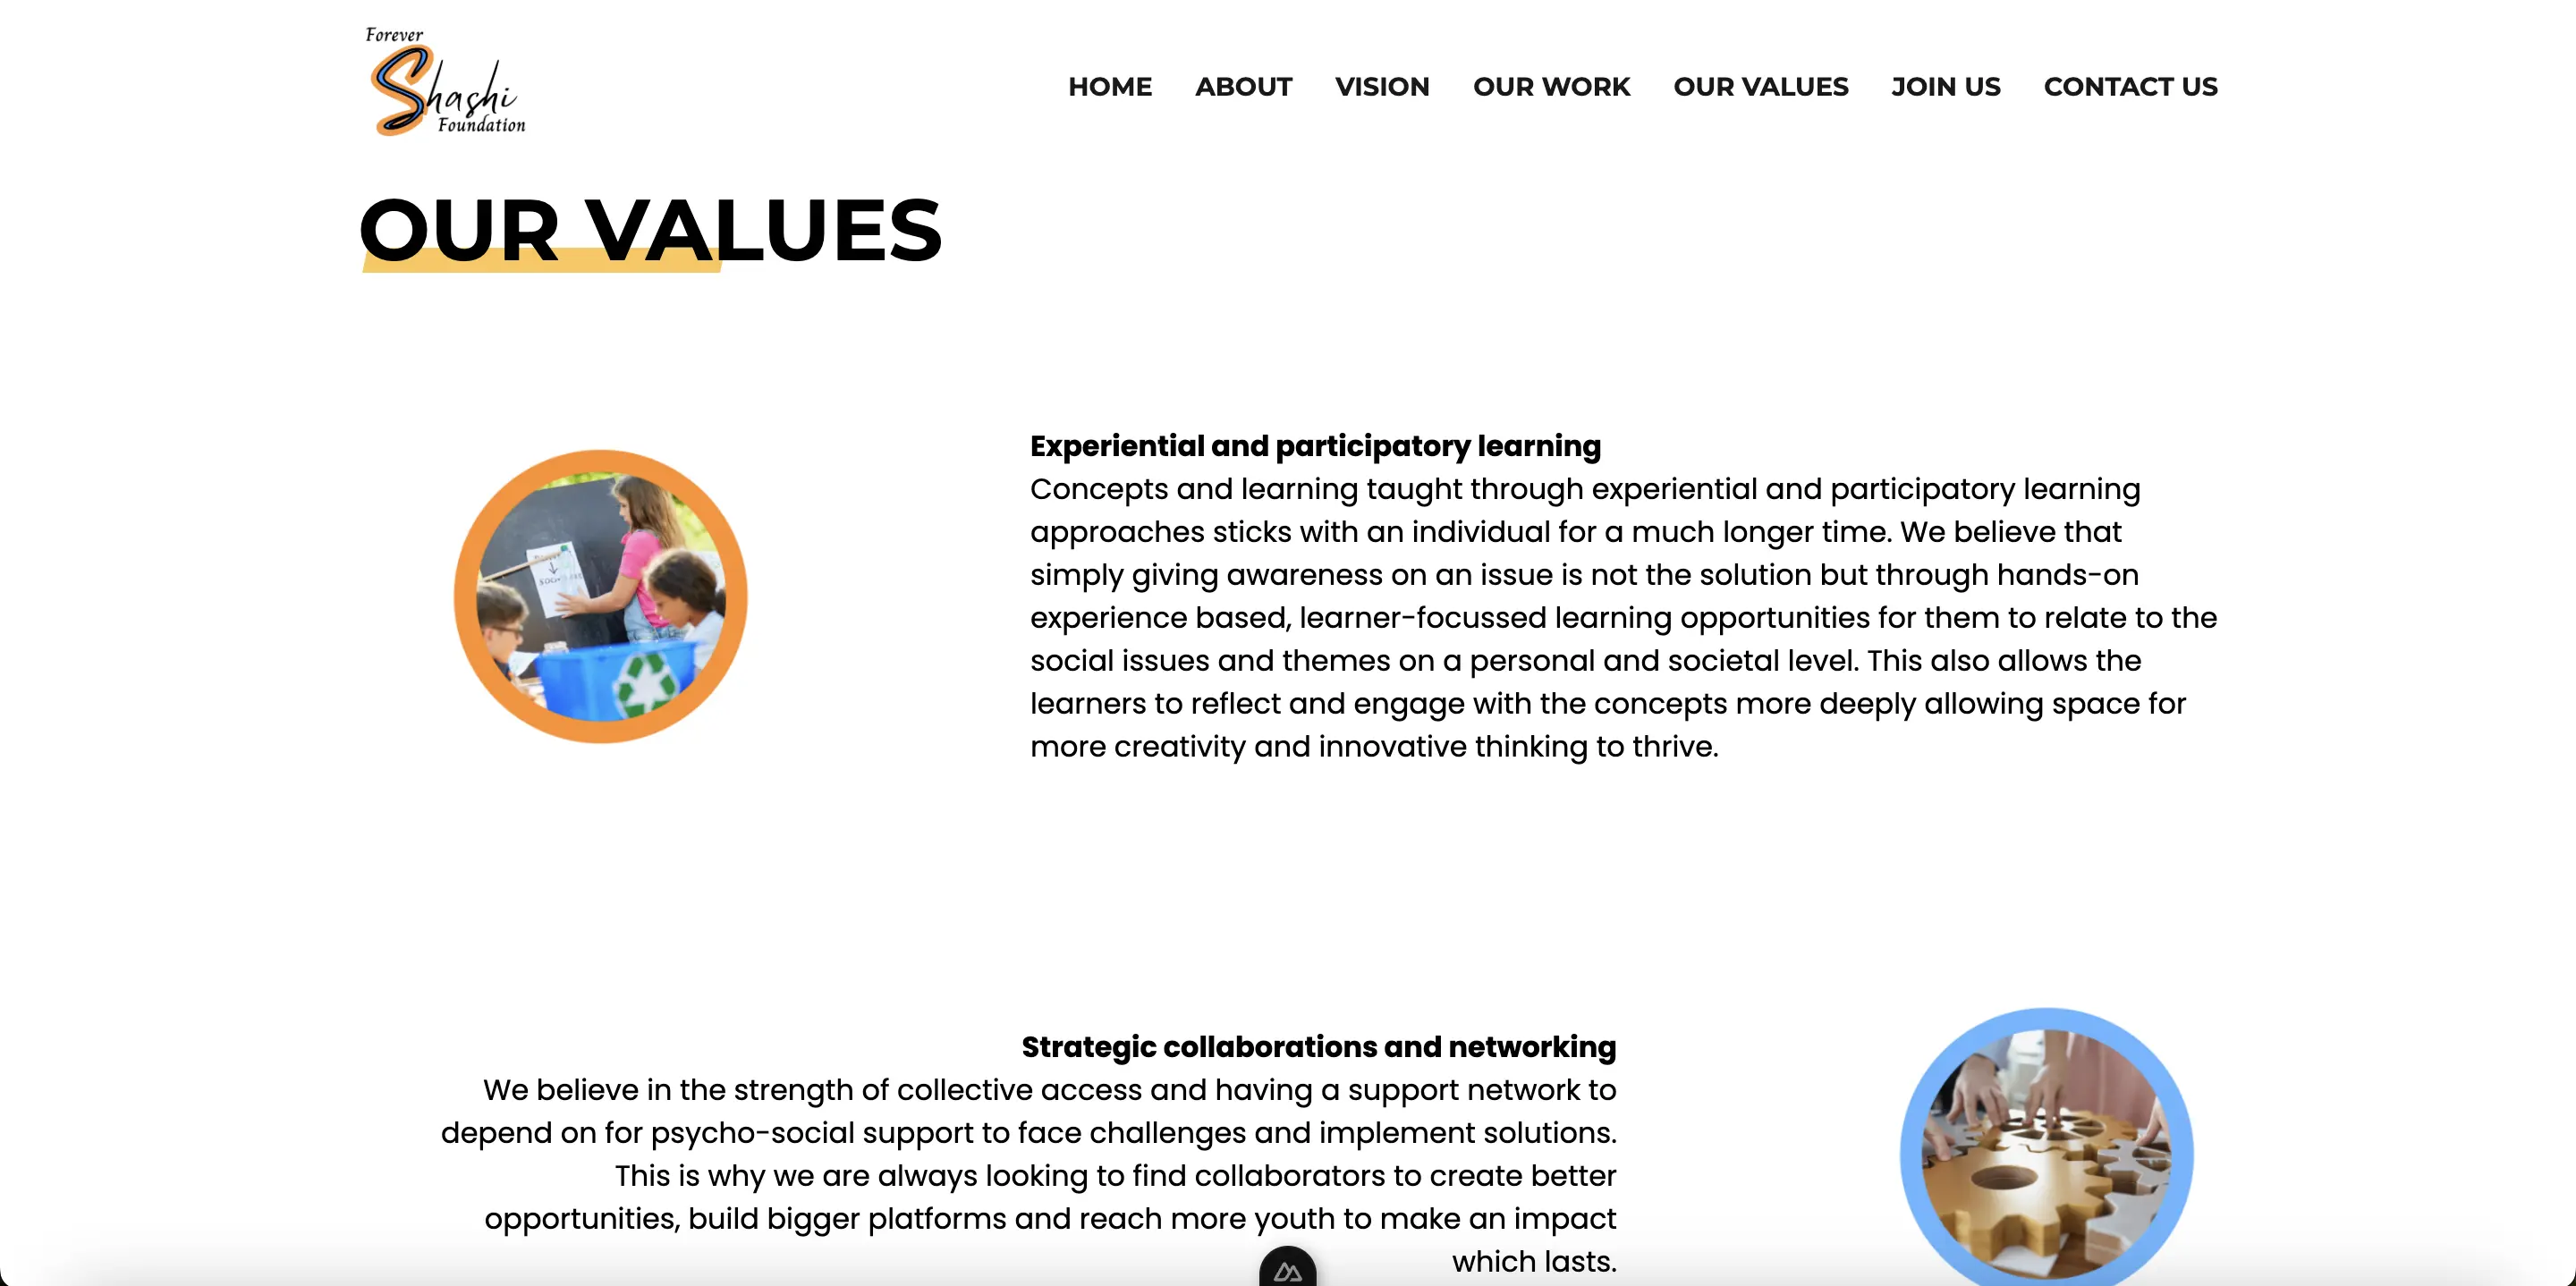 Forever
Shashi
Foundation
HOME ABOUT VISION OUR WORK OUR VALUES JOIN US CONTACT US
OUR VALUES
Experiential and participatory learning
Concepts and learning taught through experiential and participatory learning
approaches sticks with an individual for a much longer time. We believe that
simply giving awareness on an issue is not the solution but through hands-on
experience based, learner-focussed learning opportunities for them to relate to the
social issues and themes on a personal and societal level. This also allows the
learners to reflect and engage with the concepts more deeply allowing space for
more creativity and innovative thinking to thrive.
Strategic collaborations and networking
We believe in the strength of collective access and having a support network to
depend on for psycho-social support to face challenges and implement solutions.
This is why we are always looking to find collaborators to create better
opportunities, build bigger platforms and reach more youth to make an impact
which lasts.